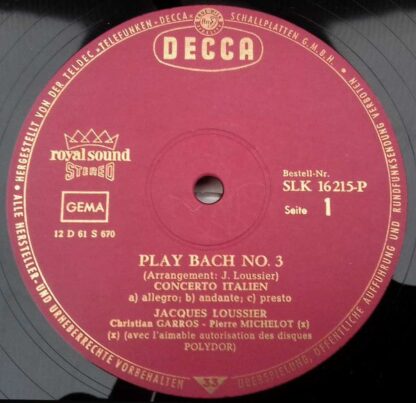 HERGESTELLT VON DER TELDEC »TELEFUNKEN-DECCA« SCHALLPLATTEN G.M.B.H.
ALLE HERSTELLER- UND URHEBERRECHTE VORBEHALTEN
ÜBERSPIELUNG, ÖFFENTLICHE AUFFÜHRUNG UND RUNDFUNKSENDUNG VERBOTEN
DECCA
royal sound
STEREO
GEMA
12 D 61 S 670
Bestell-Nr.
SLK 16215-P
Seite 1
PLAY BACH NO. 3
(Arrangement: J. Loussier)
CONCERTO ITALIEN
a) allegro; b) andante; c) presto
JACQUES LOUSSIER
Christian GARROS - Pierre MICHELOT (x)
(x) (avec l'aimable autorisation des disques
POLYDOR)
33